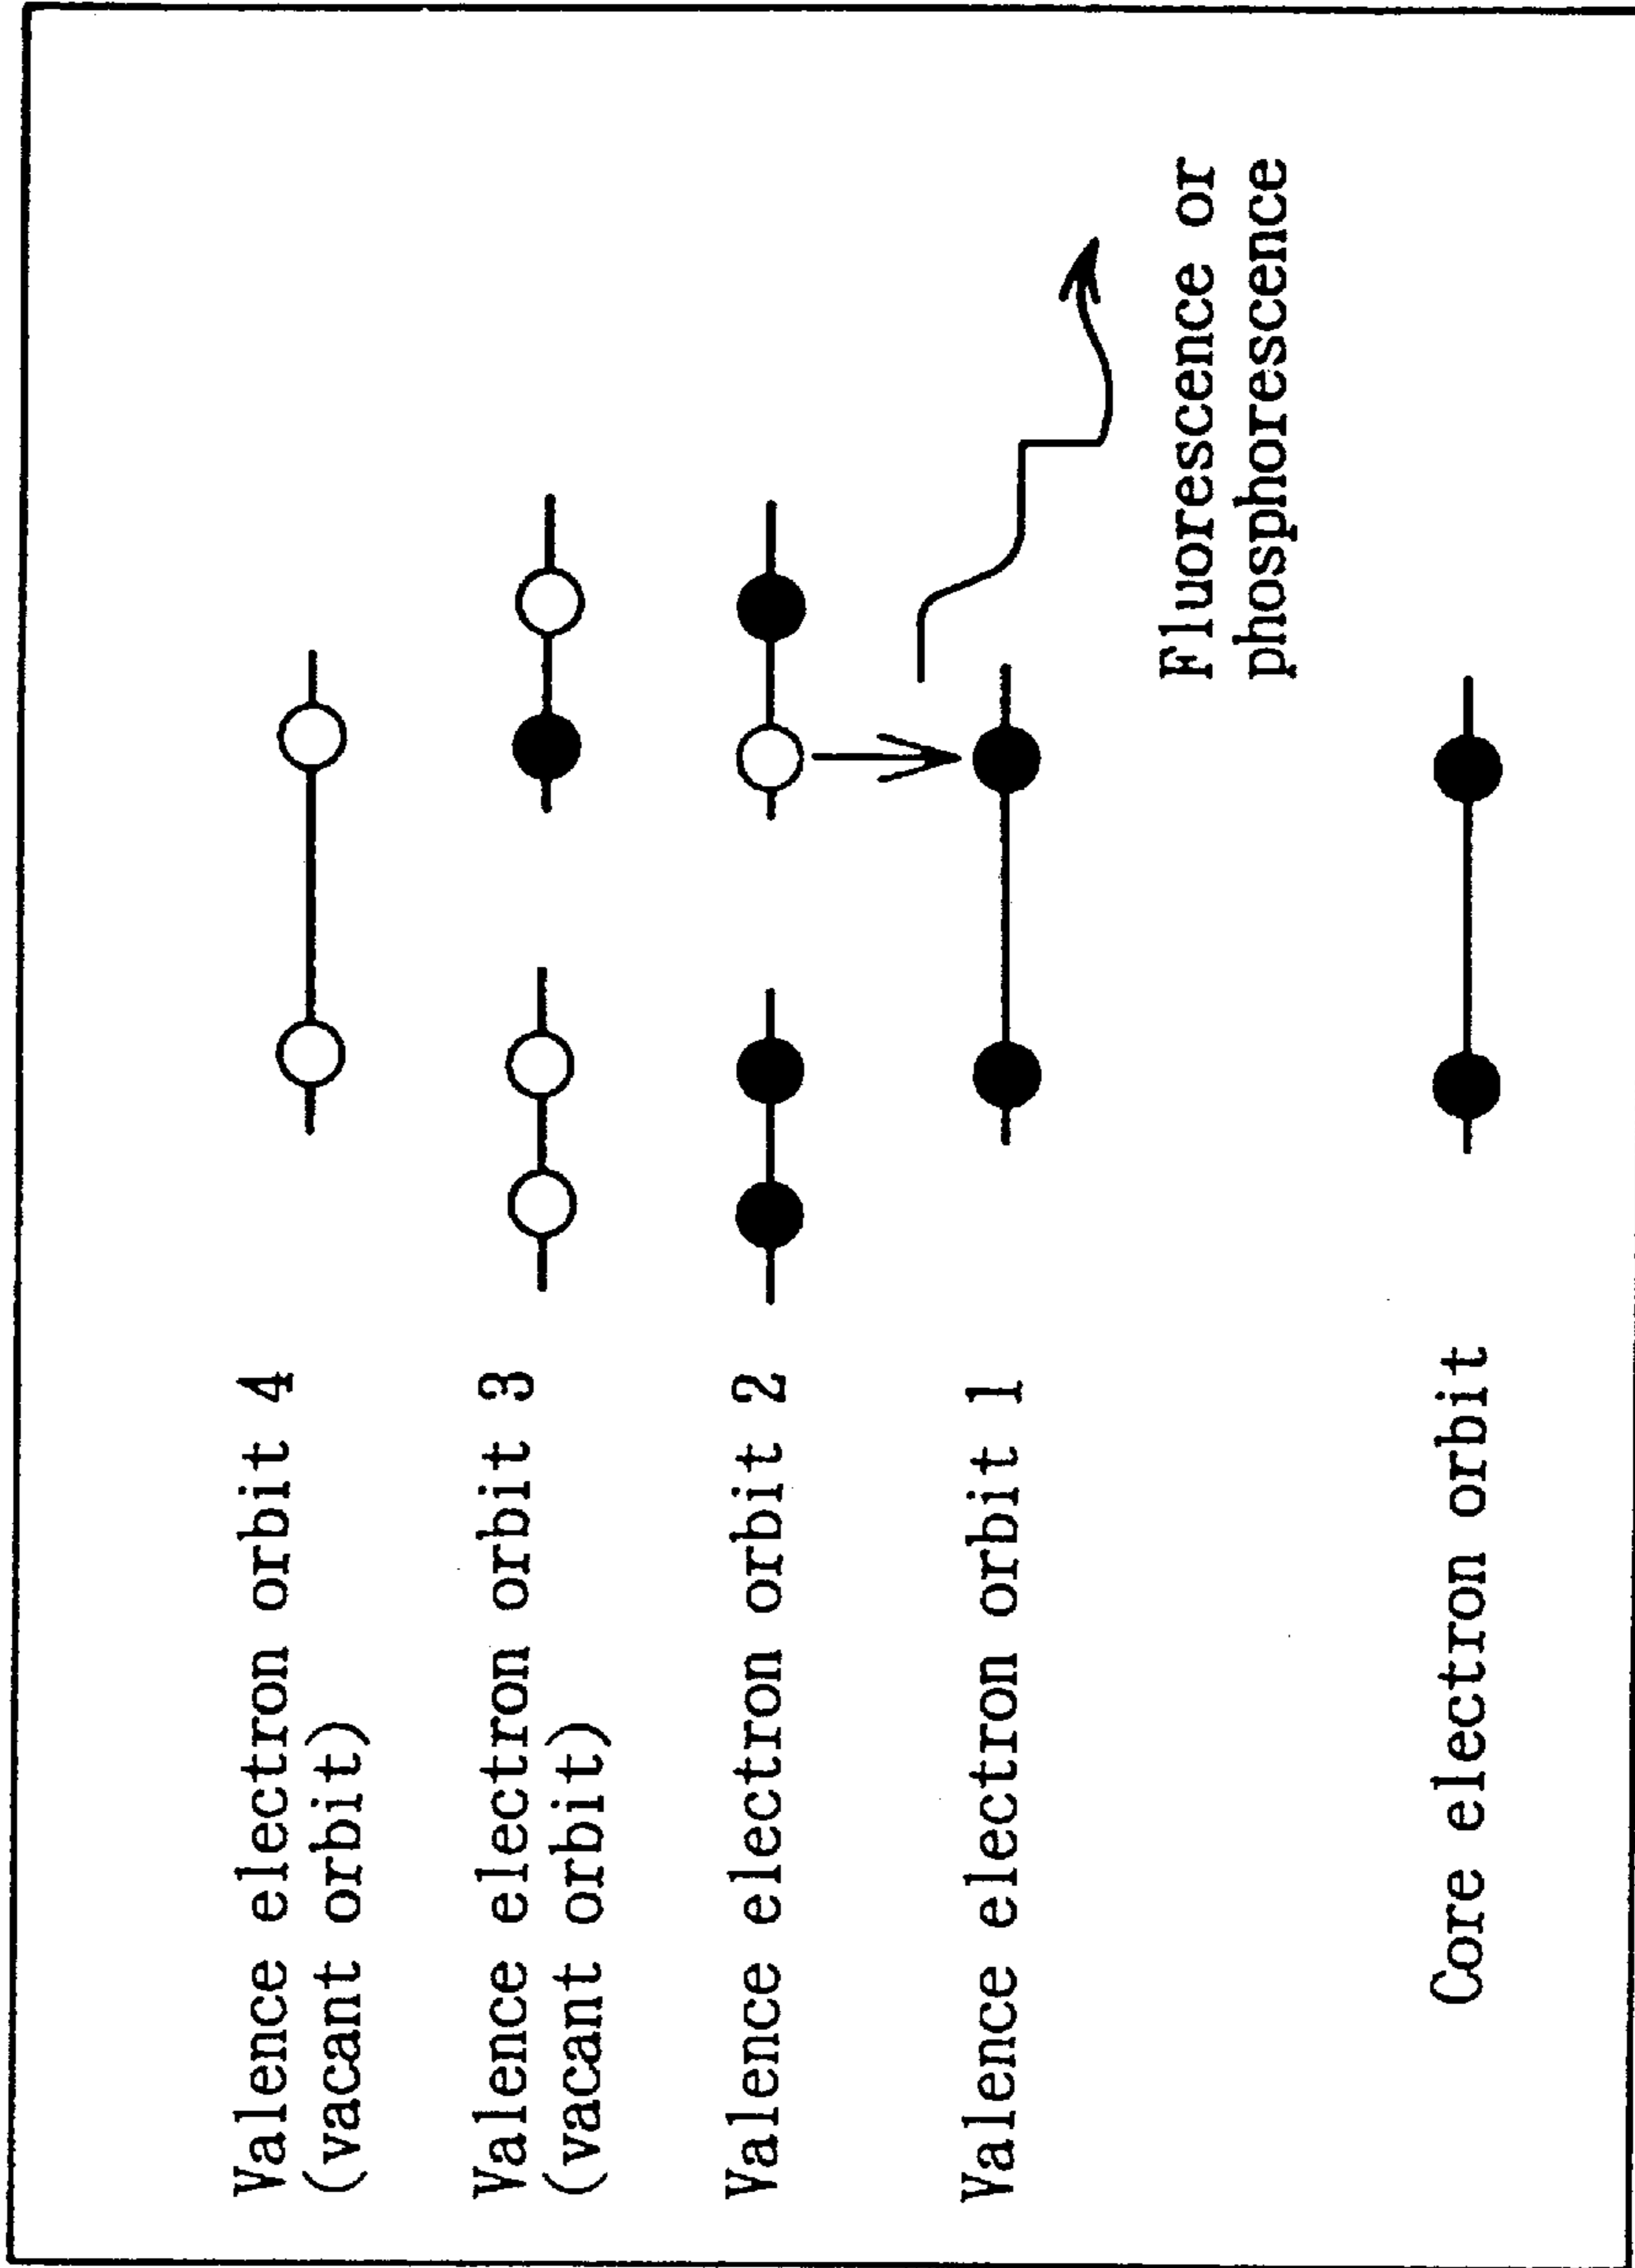 Valence electron orbit 4
(vacant orbit)
Valence electron orbit 3
(vacant orbit)
Valence electron orbit 2
Valence electron orbit 1
Fluorescence or
phosphorescence
Core electron orbit